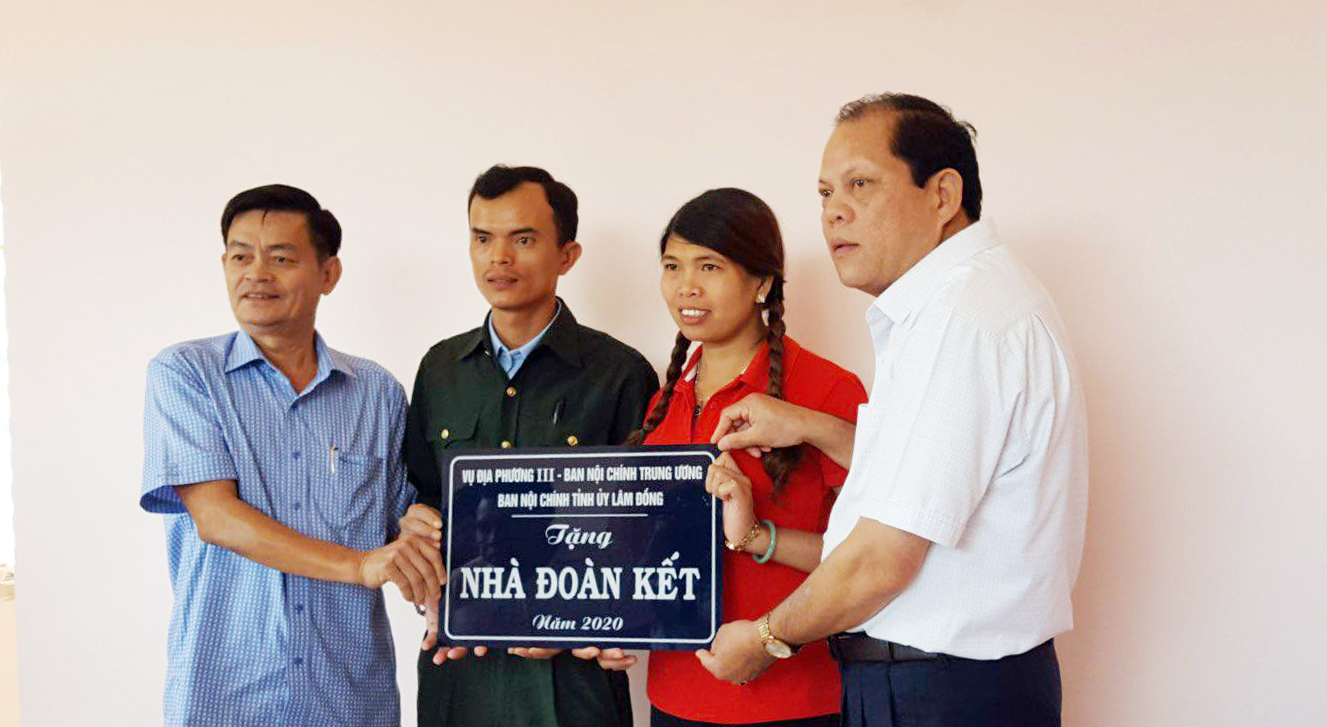 VỤ ĐỊA PHƯƠNG III - BAN NỘI CHÍNH TRUNG ƯƠNG
BAN NỘI CHÍNH TỈNH ỦY LÂM ĐỒNG
Tặng
NHÀ ĐOÀN KẾT
Năm 2020